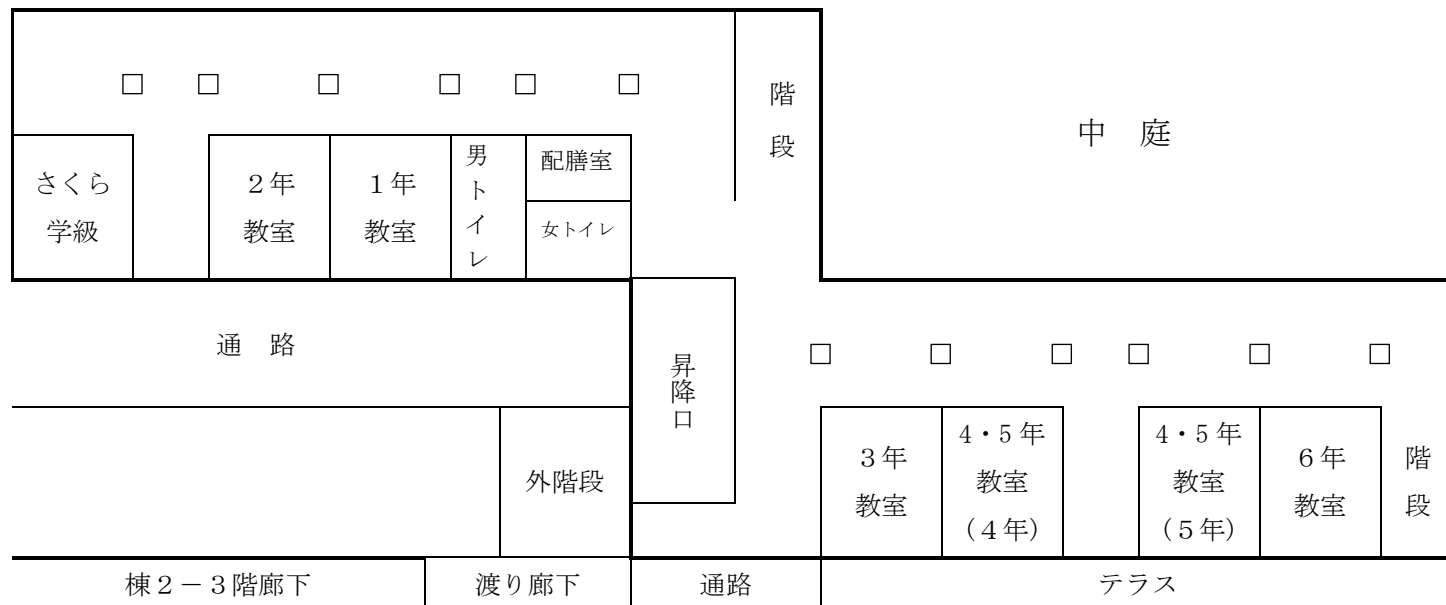 階
段
中 庭
さくら
学級
２年
教室
１年
教室
男
ト
イ
レ
配膳室
女トイレ
通 路
昇
降
口
外階段
３年
教室
4・5年
教室
(４年)
4・5年
教室
(５年)
６年
教室
階
段
棟２－３階廊下
渡り廊下
通路
テラス